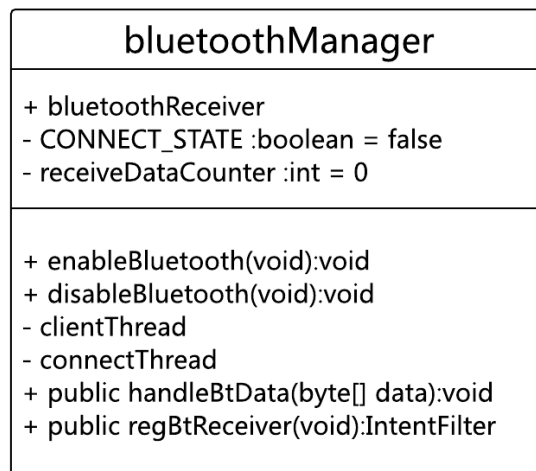 bluetoothManager
+ bluetoothReceiver
- CONNECT_STATE :boolean = false
- receiveDataCounter :int = 0
+ enableBluetooth(void):void
+ disableBluetooth(void):void
- clientThread
- connectThread
+ public handleBtData(byte[] data):void
+ public regBtReceiver(void):IntentFilter